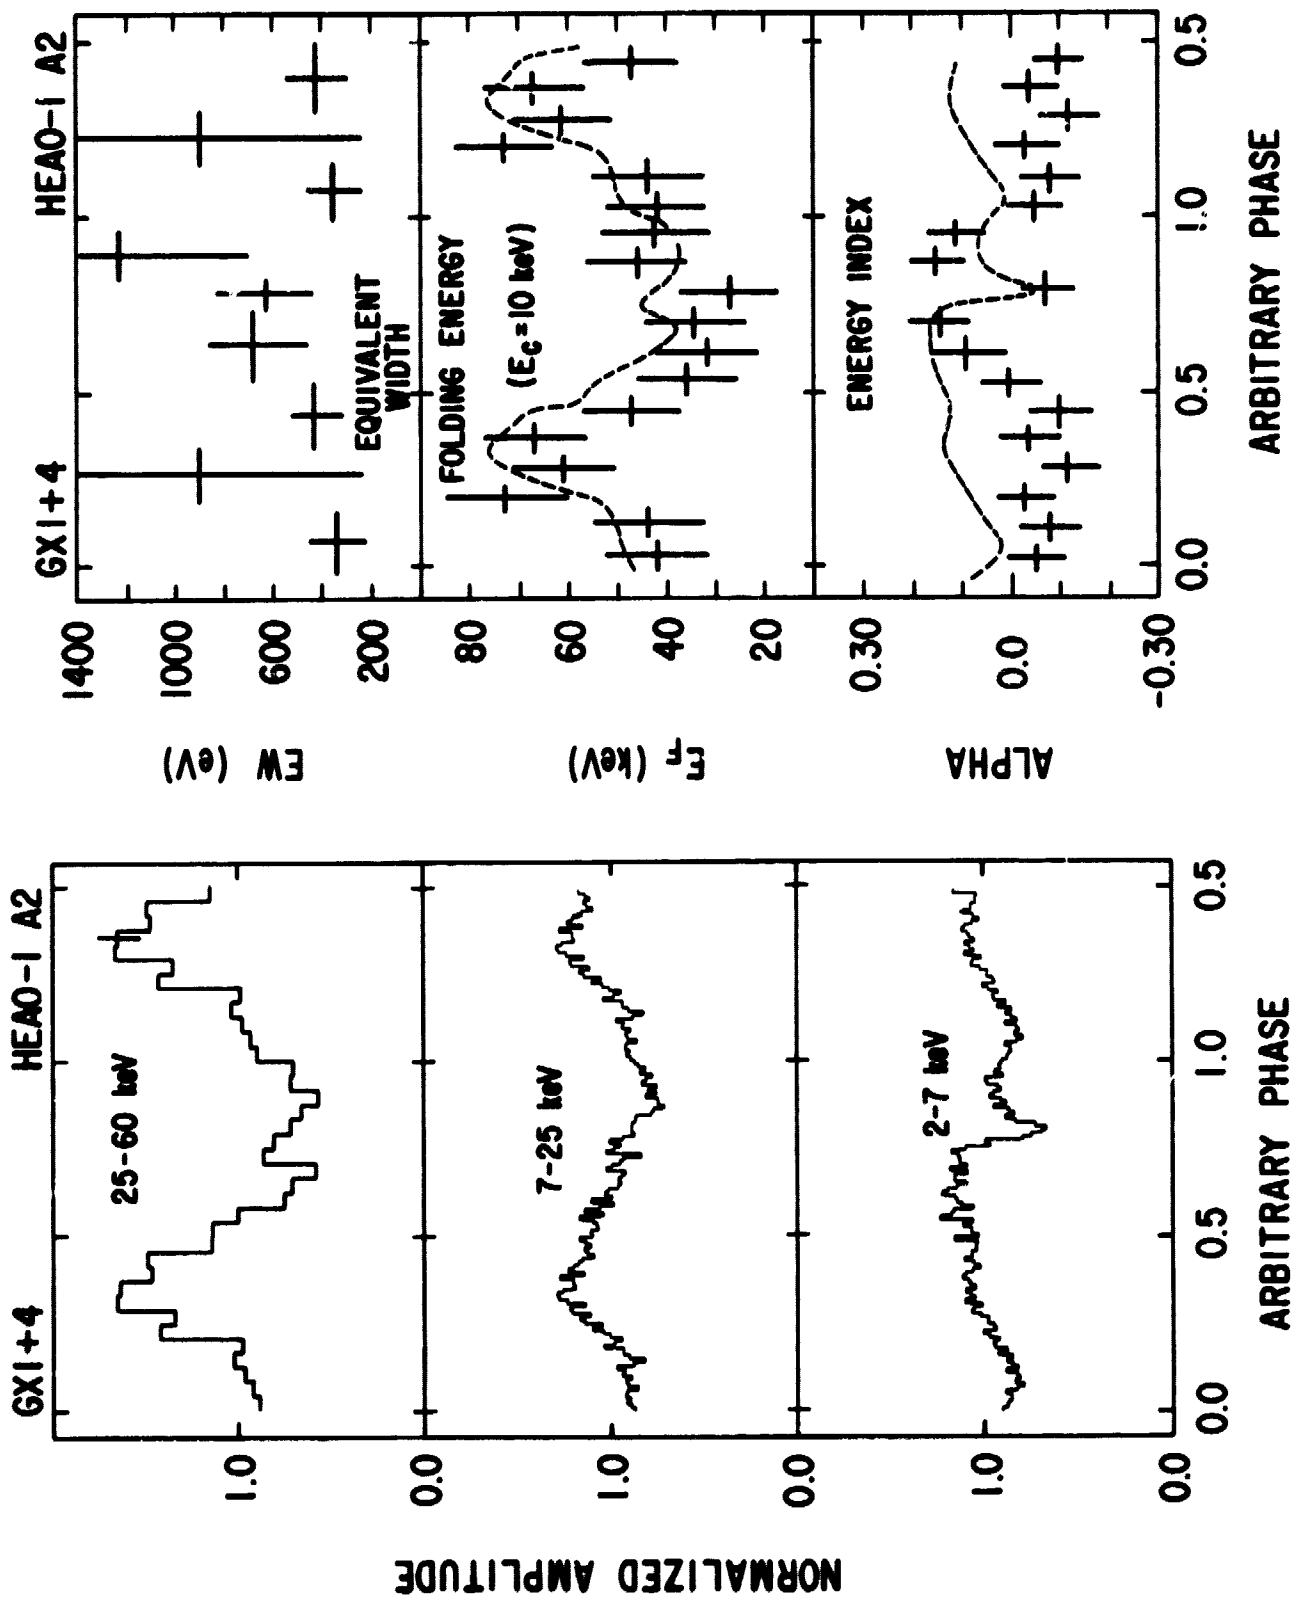 GX1+4 HEAO-1 A2
25-60 keV
1.0
0.0
7-25 keV
1.0
0.0
2-7 keV
1.0
0.0
0.0 0.5 1.0 0.5
ARBITRARY PHASE
NORMALIZED AMPLITUDE
GX1+4 HEAO-1 A2
1400
1000
600
200
EW (eV)
EQUIVALENT
WIDTH
FOLDING ENERGY
(EC=10 keV)
80
60
40
20
EF (keV)
ENERGY INDEX
0.30
0.0
-0.30
ALPHA
0.0 0.5 1.0 0.5
ARBITRARY PHASE